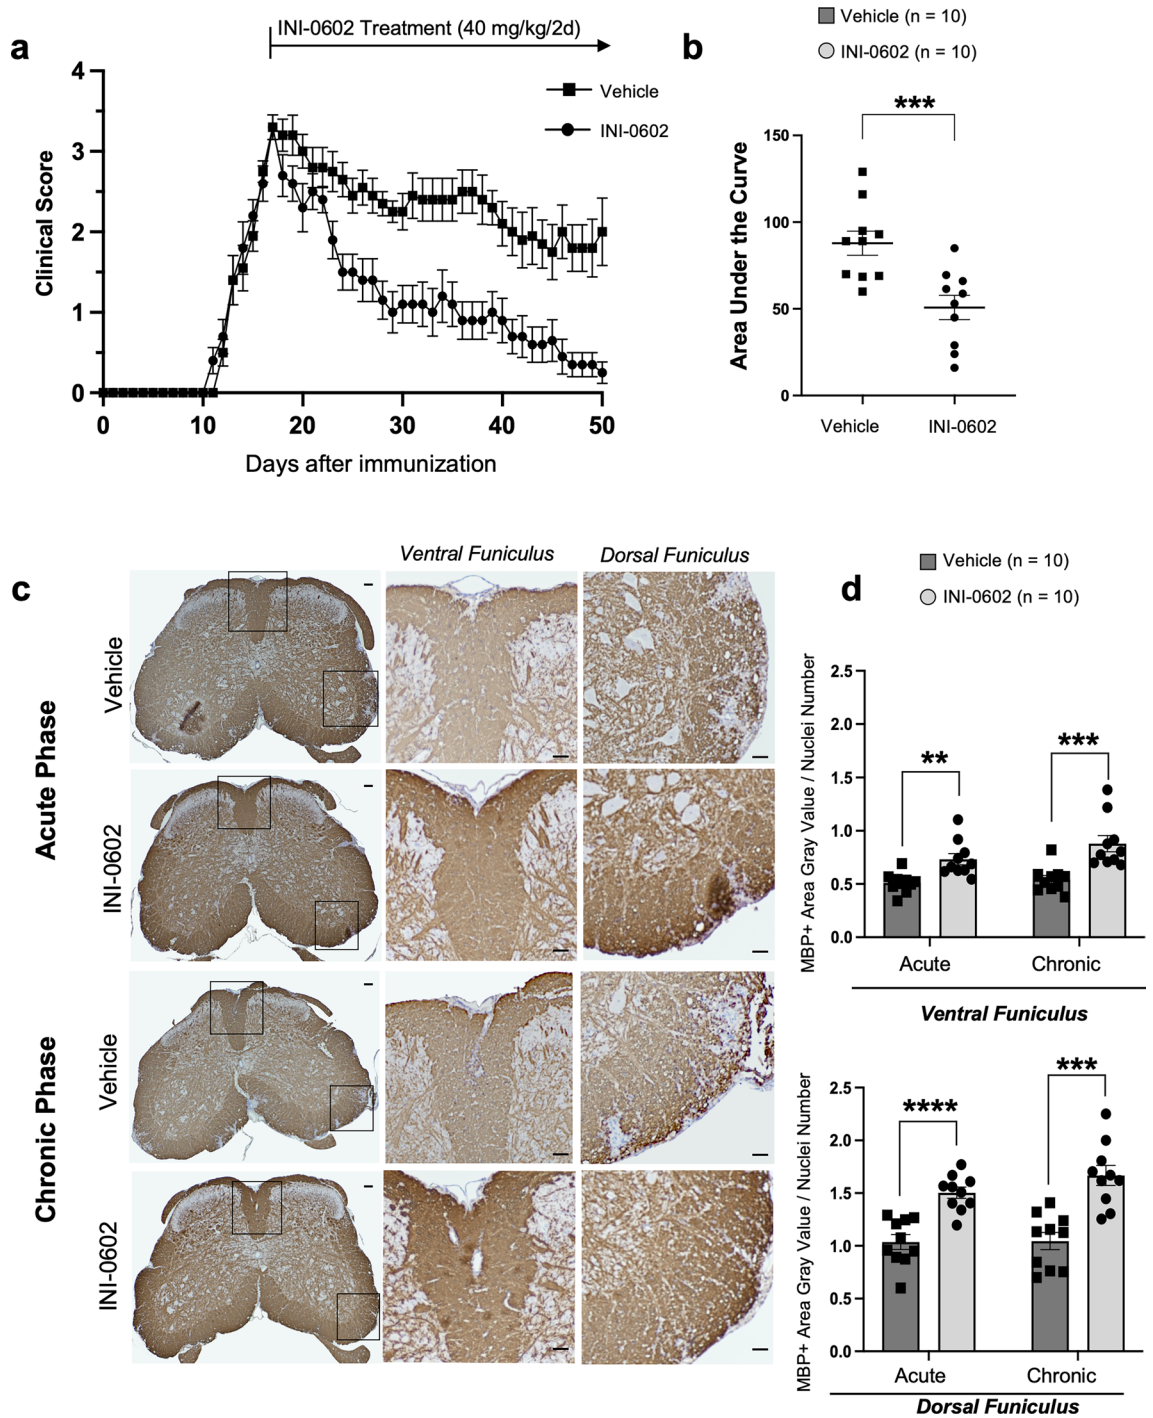 a
INI-0602 Treatment (40 mg/kg/2d)
Vehicle
INI-0602
Clinical Score
4
3
2
1
0
0 10 20 30 40 50
Days after immunization
b
Vehicle (n = 10)
INI-0602 (n = 10)
***
Area Under the Curve
150
100
50
0
Vehicle INI-0602
c
Ventral Funiculus Dorsal Funiculus
Acute Phase
Vehicle
INI-0602
Chronic Phase
Vehicle
INI-0602
d
Vehicle (n = 10)
INI-0602 (n = 10)
MBP+ Area Gray Value / Nuclei Number
2.5
2.0
1.5
1.0
0.5
0.0
** ***
Acute Chronic
Ventral Funiculus
MBP+ Area Gray Value / Nuclei Number
2.5
2.0
1.5
1.0
0.5
0.0
**** ***
Acute Chronic
Dorsal Funiculus